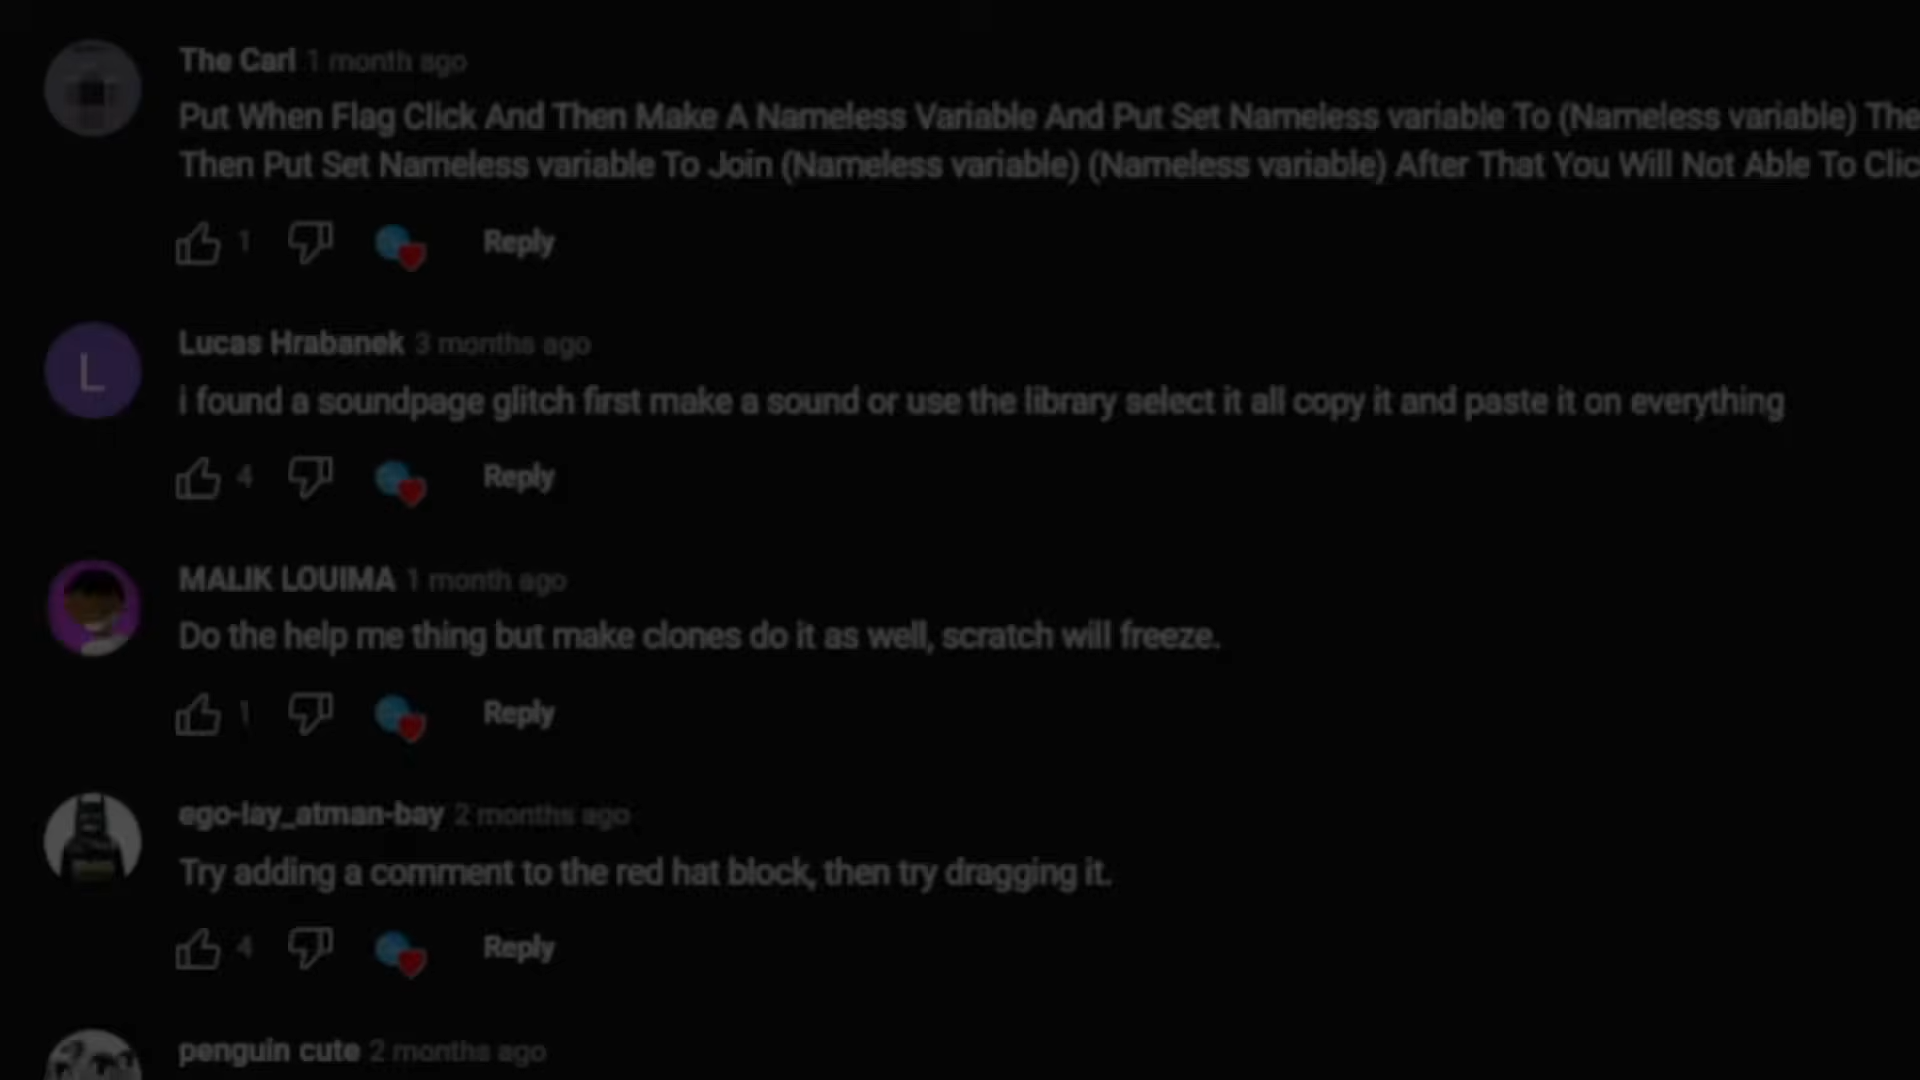 The Carl 1 month ago
Put When Flag Click And Then Make A Nameless Variable And Put Set Nameless variable To (Nameless variable) The
Then Put Set Nameless variable To Join (Nameless variable) (Nameless variable) After That You Will Not Able To Clic
1 Reply
L
Lucas Hrabanek 3 months ago
i found a soundpage glitch first make a sound or use the library select it all copy it and paste it on everything
4 Reply
MALIK LOUIMA 1 month ago
Do the help me thing but make clones do it as well, scratch will freeze.
1 Reply
ego-lay_atman-bay 2 months ago
Try adding a comment to the red hat block, then try dragging it.
4 Reply
penguin cute 2 months ago